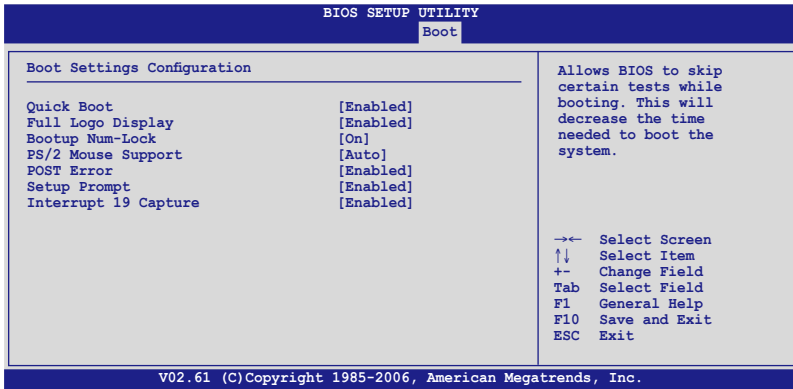 BIOS SETUP UTILITY
Boot
Boot Settings Configuration
Quick Boot [Enabled]
Full Logo Display [Enabled]
Bootup Num-Lock [On]
PS/2 Mouse Support [Auto]
POST Error [Enabled]
Setup Prompt [Enabled]
Interrupt 19 Capture [Enabled]
Allows BIOS to skip
certain tests while
booting. This will
decrease the time
needed to boot the
system.
→← Select Screen
↑↓ Select Item
+- Change Field
Tab Select Field
F1 General Help
F10 Save and Exit
ESC Exit
V02.61 (C)Copyright 1985-2006, American Megatrends, Inc.